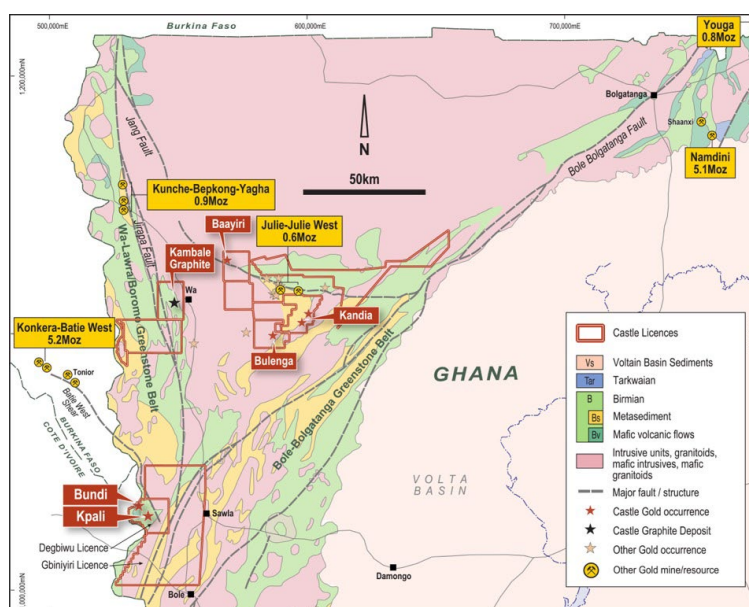 500,000mE
Burkina Faso
600,000mE
700,000mE
Youga
0.8Moz
1,200,000mN
Bolgatanga
Shaanxi
Namdini
5.1Moz
Jang Fault
N
50km
Bole Bolgatanga Fault
Kunche-Bepkong-Yagha
0.9Moz
Julie-Julie West
0.6Moz
Baayiri
Jirapa Fault
Wa-Lawra/Boromo Greenstone Belt
Kambale
Graphite
Wa
Kandia
Bulenga
Konkera-Batie West
5.2Moz
Tonior
Batie West
Shear
BURKINA FASO
COTE D'IVOIRE
Bole-Bolgatanga Greenstone Belt
GHANA
VOLTA
BASIN
Bundi
Kpali
Sawla
Degbiwu Licence
Gbiniyiri Licence
Bole
Damongo
Castle Licences
Vs Voltain Basin Sediments
Tar Tarkwaian
B Birmian
Bs Metasediment
Bv Mafic volcanic flows
Intrusive units, granitoids,
mafic intrusives, mafic
granitoids
Major fault / structure
Castle Gold occurrence
Castle Graphite Deposit
Other Gold occurrence
Other Gold mine/resource